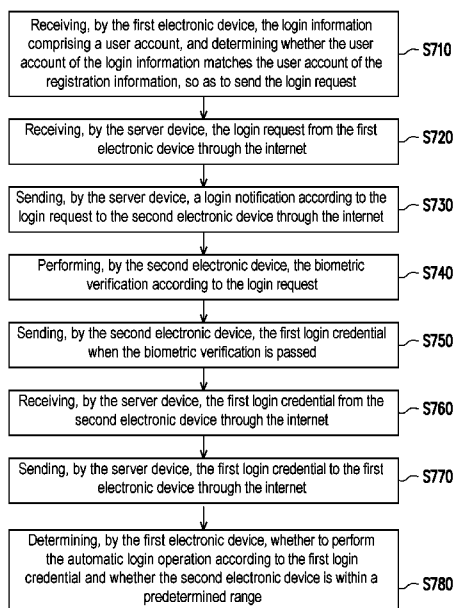 Receiving, by the first electronic device, the login information
comprising a user account, and determining whether the user
account of the login information matches the user account of the
registration information, so as to send the login request
S710
Receiving, by the server device, the login request from the first
electronic device through the internet
S720
Sending, by the server device, a login notification according to the
login request to the second electronic device through the internet
S730
Performing, by the second electronic device, the biometric
verification according to the login request
S740
Sending, by the second electronic device, the first login credential
when the biometric verification is passed
S750
Receiving, by the server device, the first login credential from the
second electronic device through the internet
S760
Sending, by the server device, the first login credential to the first
electronic device through the internet
S770
Determining, by the first electronic device, whether to perform
the automatic login operation according to the first login
credential and whether the second electronic device is within a
predetermined range
S780